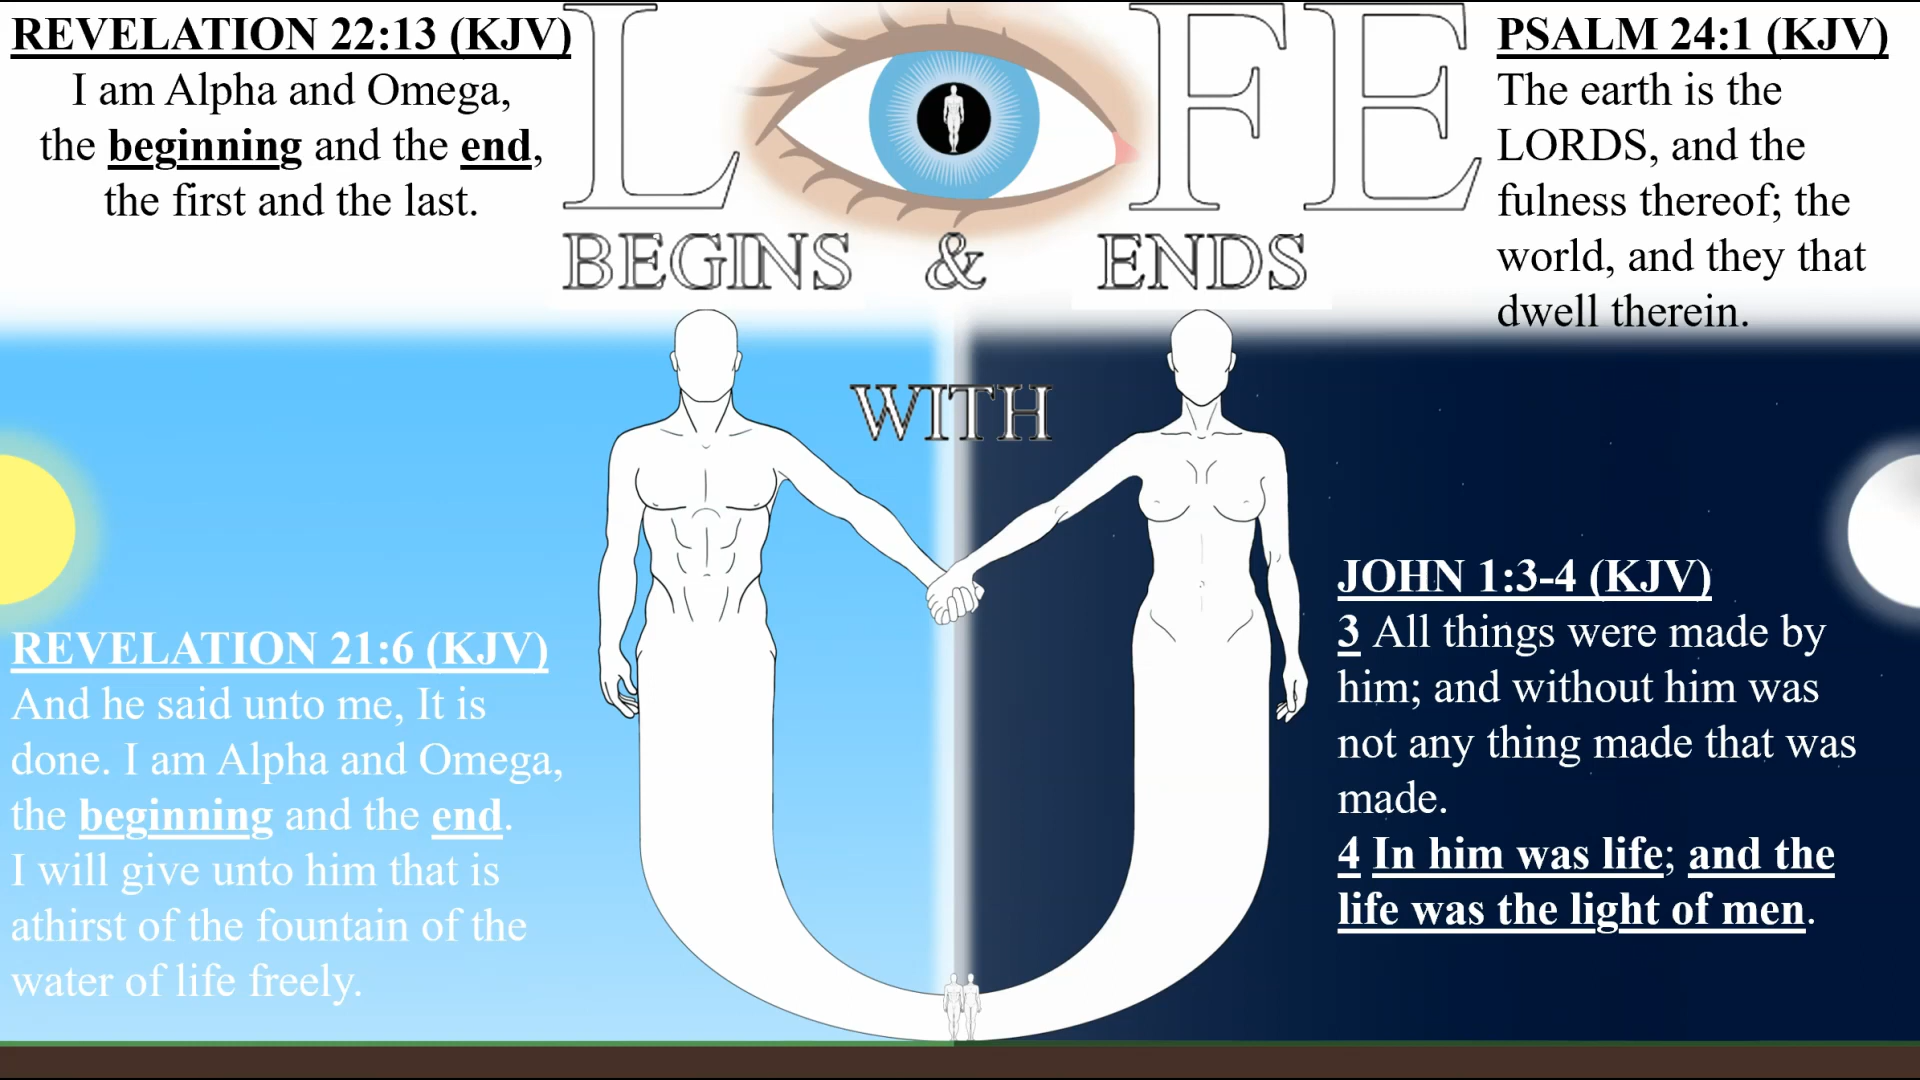 REVELATION 22:13 (KJV)
I am Alpha and Omega,
the beginning and the end,
the first and the last.
L FE
BEGINS & ENDS
WITH
PSALM 24:1 (KJV)
The earth is the
LORDS, and the
fulness thereof; the
world, and they that
dwell therein.
REVELATION 21:6 (KJV)
And he said unto me, It is
done. I am Alpha and Omega,
the beginning and the end.
I will give unto him that is
athirst of the fountain of the
water of life freely.
JOHN 1:3-4 (KJV)
3 All things were made by
him; and without him was
not any thing made that was
made.
4 In him was life; and the
life was the light of men.